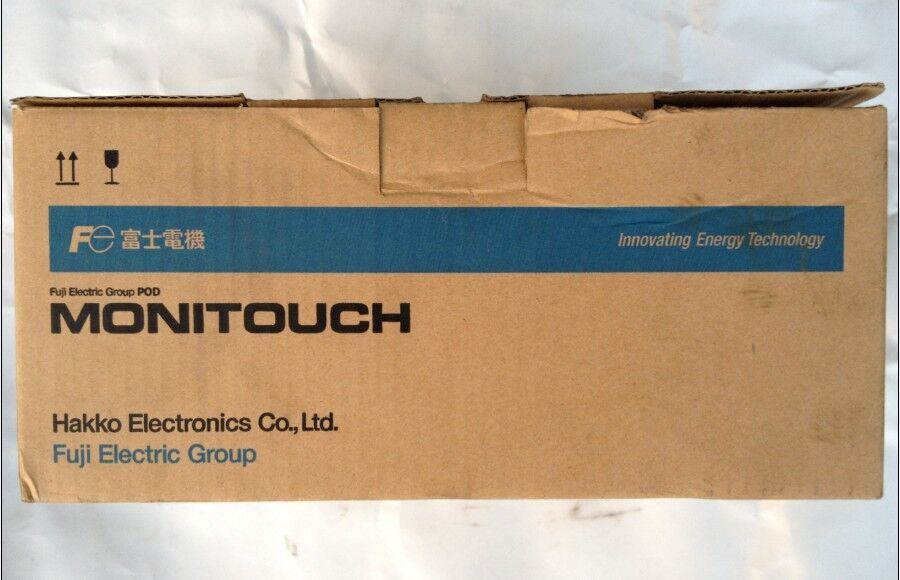 Fe 富士電機
Innovating Energy Technology
Fuji Electric Group POD
MONITOUCH
Hakko Electronics Co., Ltd.
Fuji Electric Group